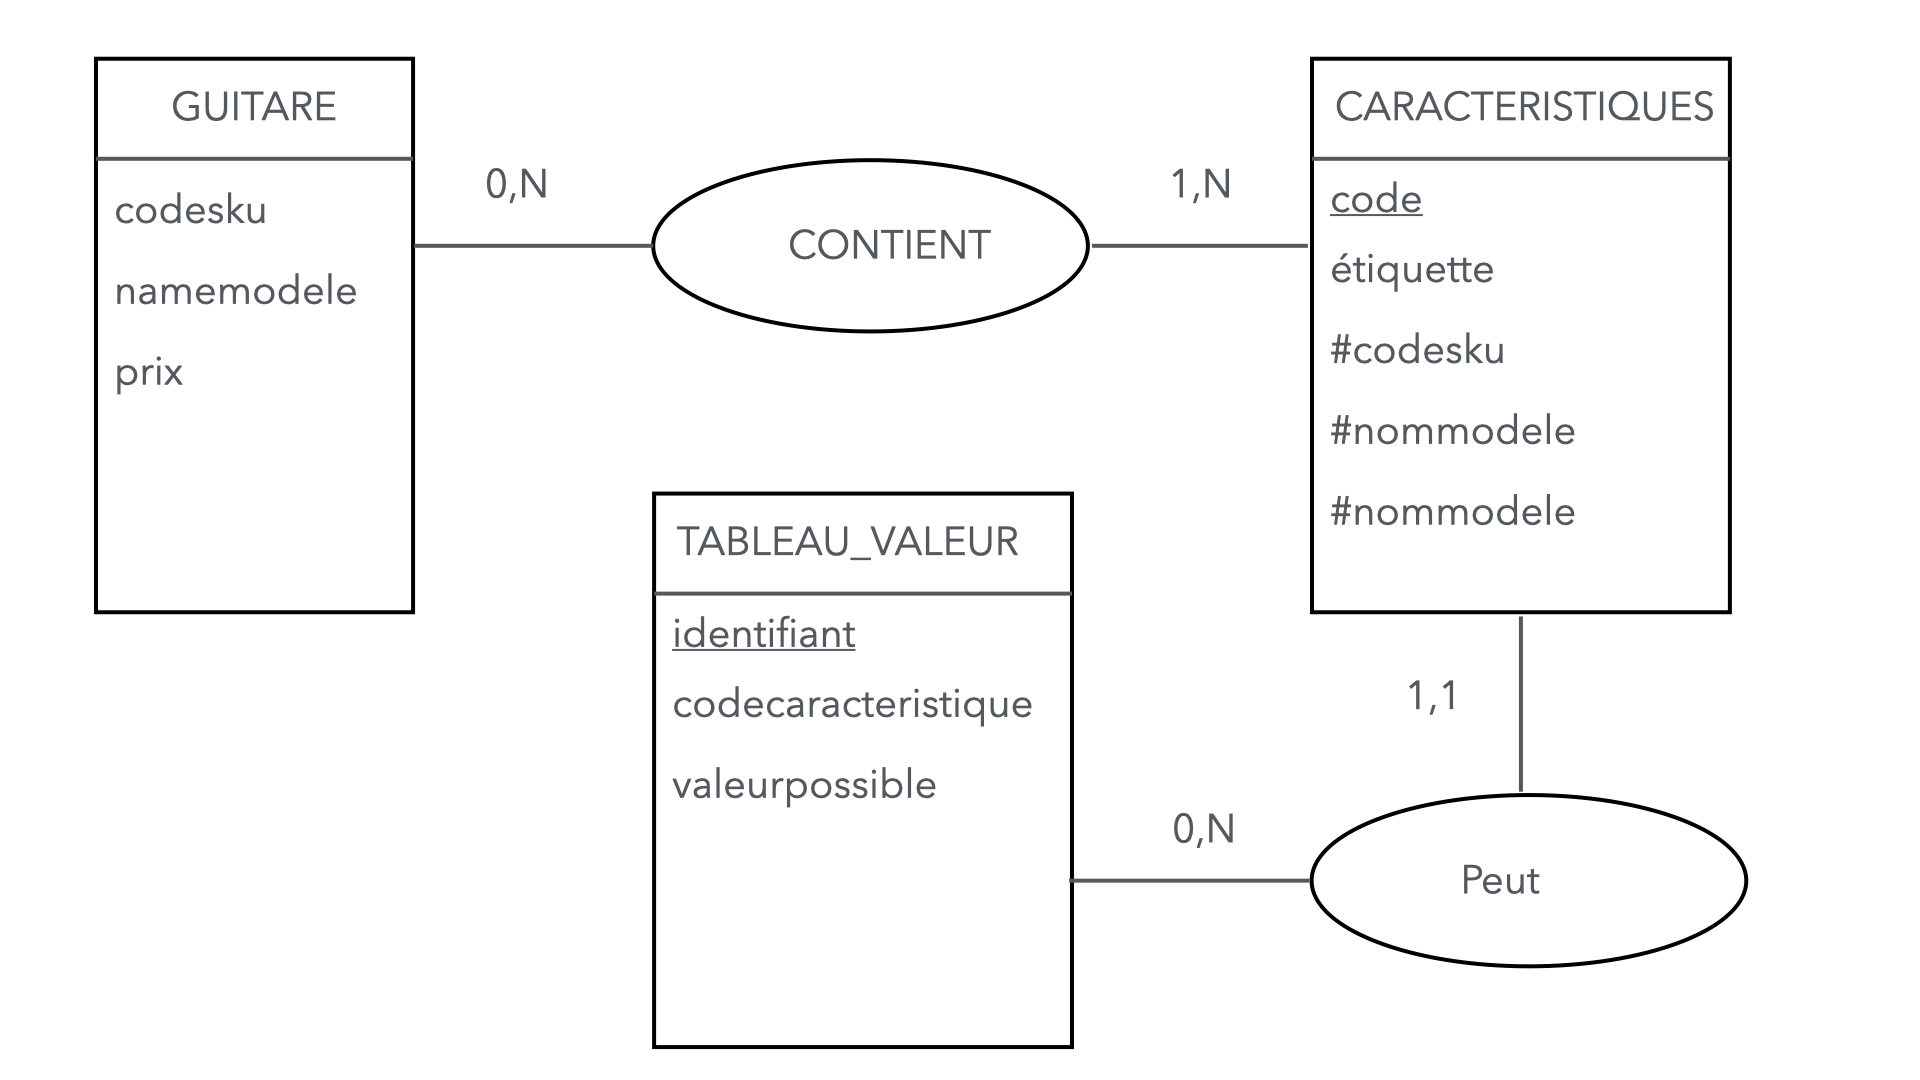 GUITARE
codesku
namemodele
prix
0,N
CONTIENT
1,N
CARACTERISTIQUES
code
étiquette
#codesku
#nommodele
#nommodele
TABLEAU_VALEUR
identifiant
codecaracteristique
valeurpossible
1,1
0,N
Peut